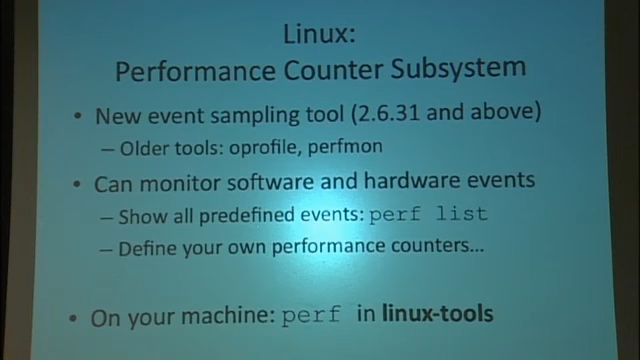 Linux:
Performance Counter Subsystem
• New event sampling tool (2.6.31 and above)
– Older tools: oprofile, perfmon
• Can monitor software and hardware events
– Show all predefined events: perf list
– Define your own performance counters...
• On your machine: perf in linux-tools